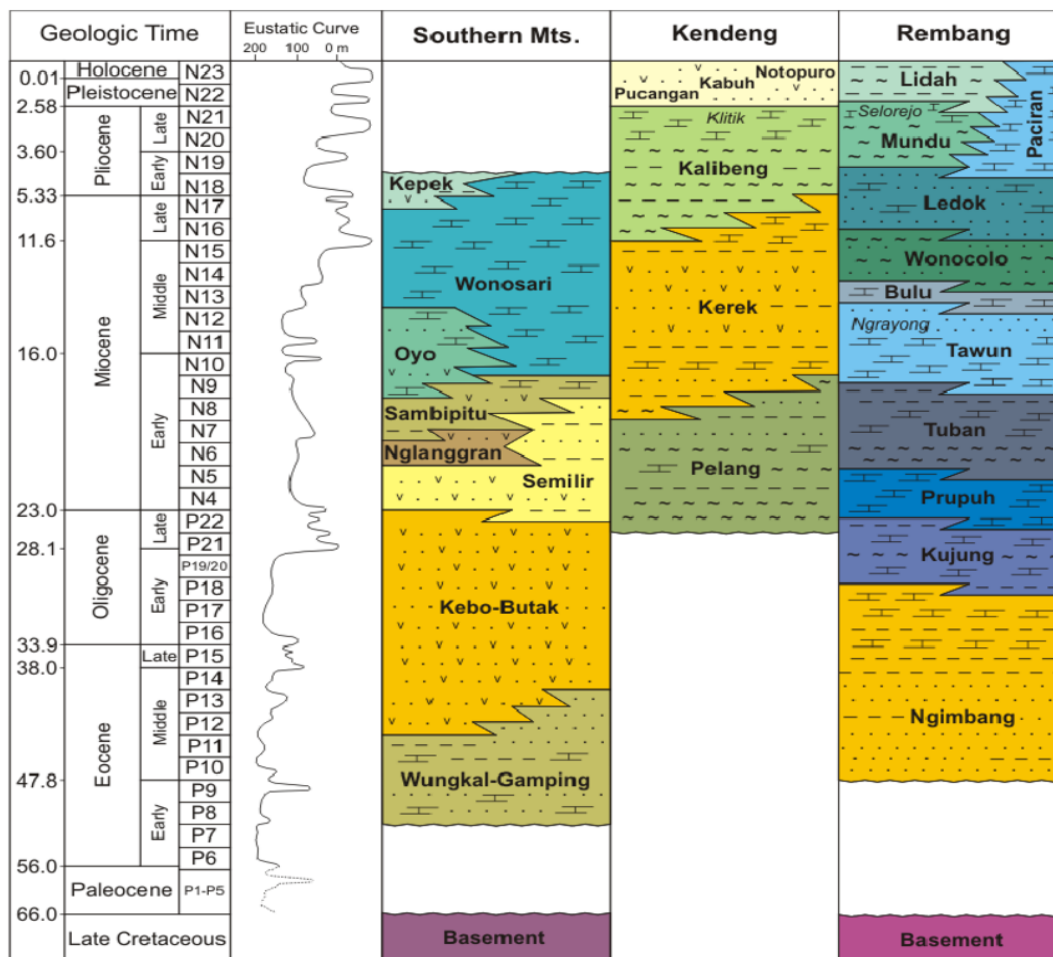 Geologic Time
Eustatic Curve
200 100 0 m
Southern Mts.
Kendeng
Rembang
Holocene
N23
0.01
Pleistocene
N22
2.58
Pliocene
Late
N21
N20
3.60
Early
N19
N18
5.33
Miocene
Late
N17
N16
11.6
Middle
N15
N14
N13
N12
N11
16.0
Early
N10
N9
N8
N7
N6
N5
N4
23.0
Oligocene
Late
P22
P21
28.1
Early
P19/20
P18
P17
P16
33.9
Eocene
Late
P15
38.0
Middle
P14
P13
P12
P11
P10
47.8
Early
P9
P8
P7
P6
56.0
Paleocene
P1-P5
66.0
Late Cretaceous
Kepek
Wonosari
Oyo
Sambipitu
Nglanggran
Semilir
Kebo-Butak
Wungkal-Gamping
Basement
Notopuro
Kabuh
Pucangan
Klitik
Kalibeng
Kerek
Pelang
Lidah
Paciran
Selorejo
Mundu
Ledok
Wonocolo
Bulu
Ngrayong
Tawun
Tuban
Prupuh
Kujung
Ngimbang
Basement